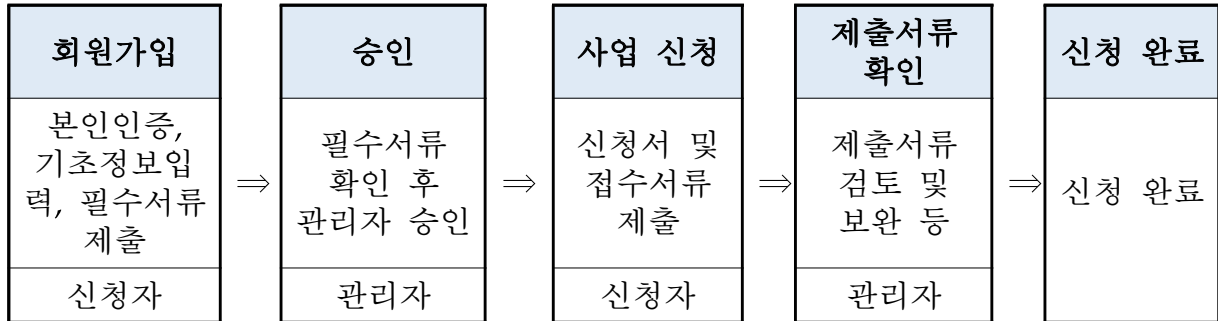 회원가입
본인인증,
기초정보입
력, 필수서류
제출
신청자
⇒
승인
필수서류
확인 후
관리자 승인
관리자
⇒
사업 신청
신청서 및
접수서류
제출
신청자
⇒
제출서류
확인
제출서류
검토 및
보완 등
관리자
⇒
신청 완료
신청 완료